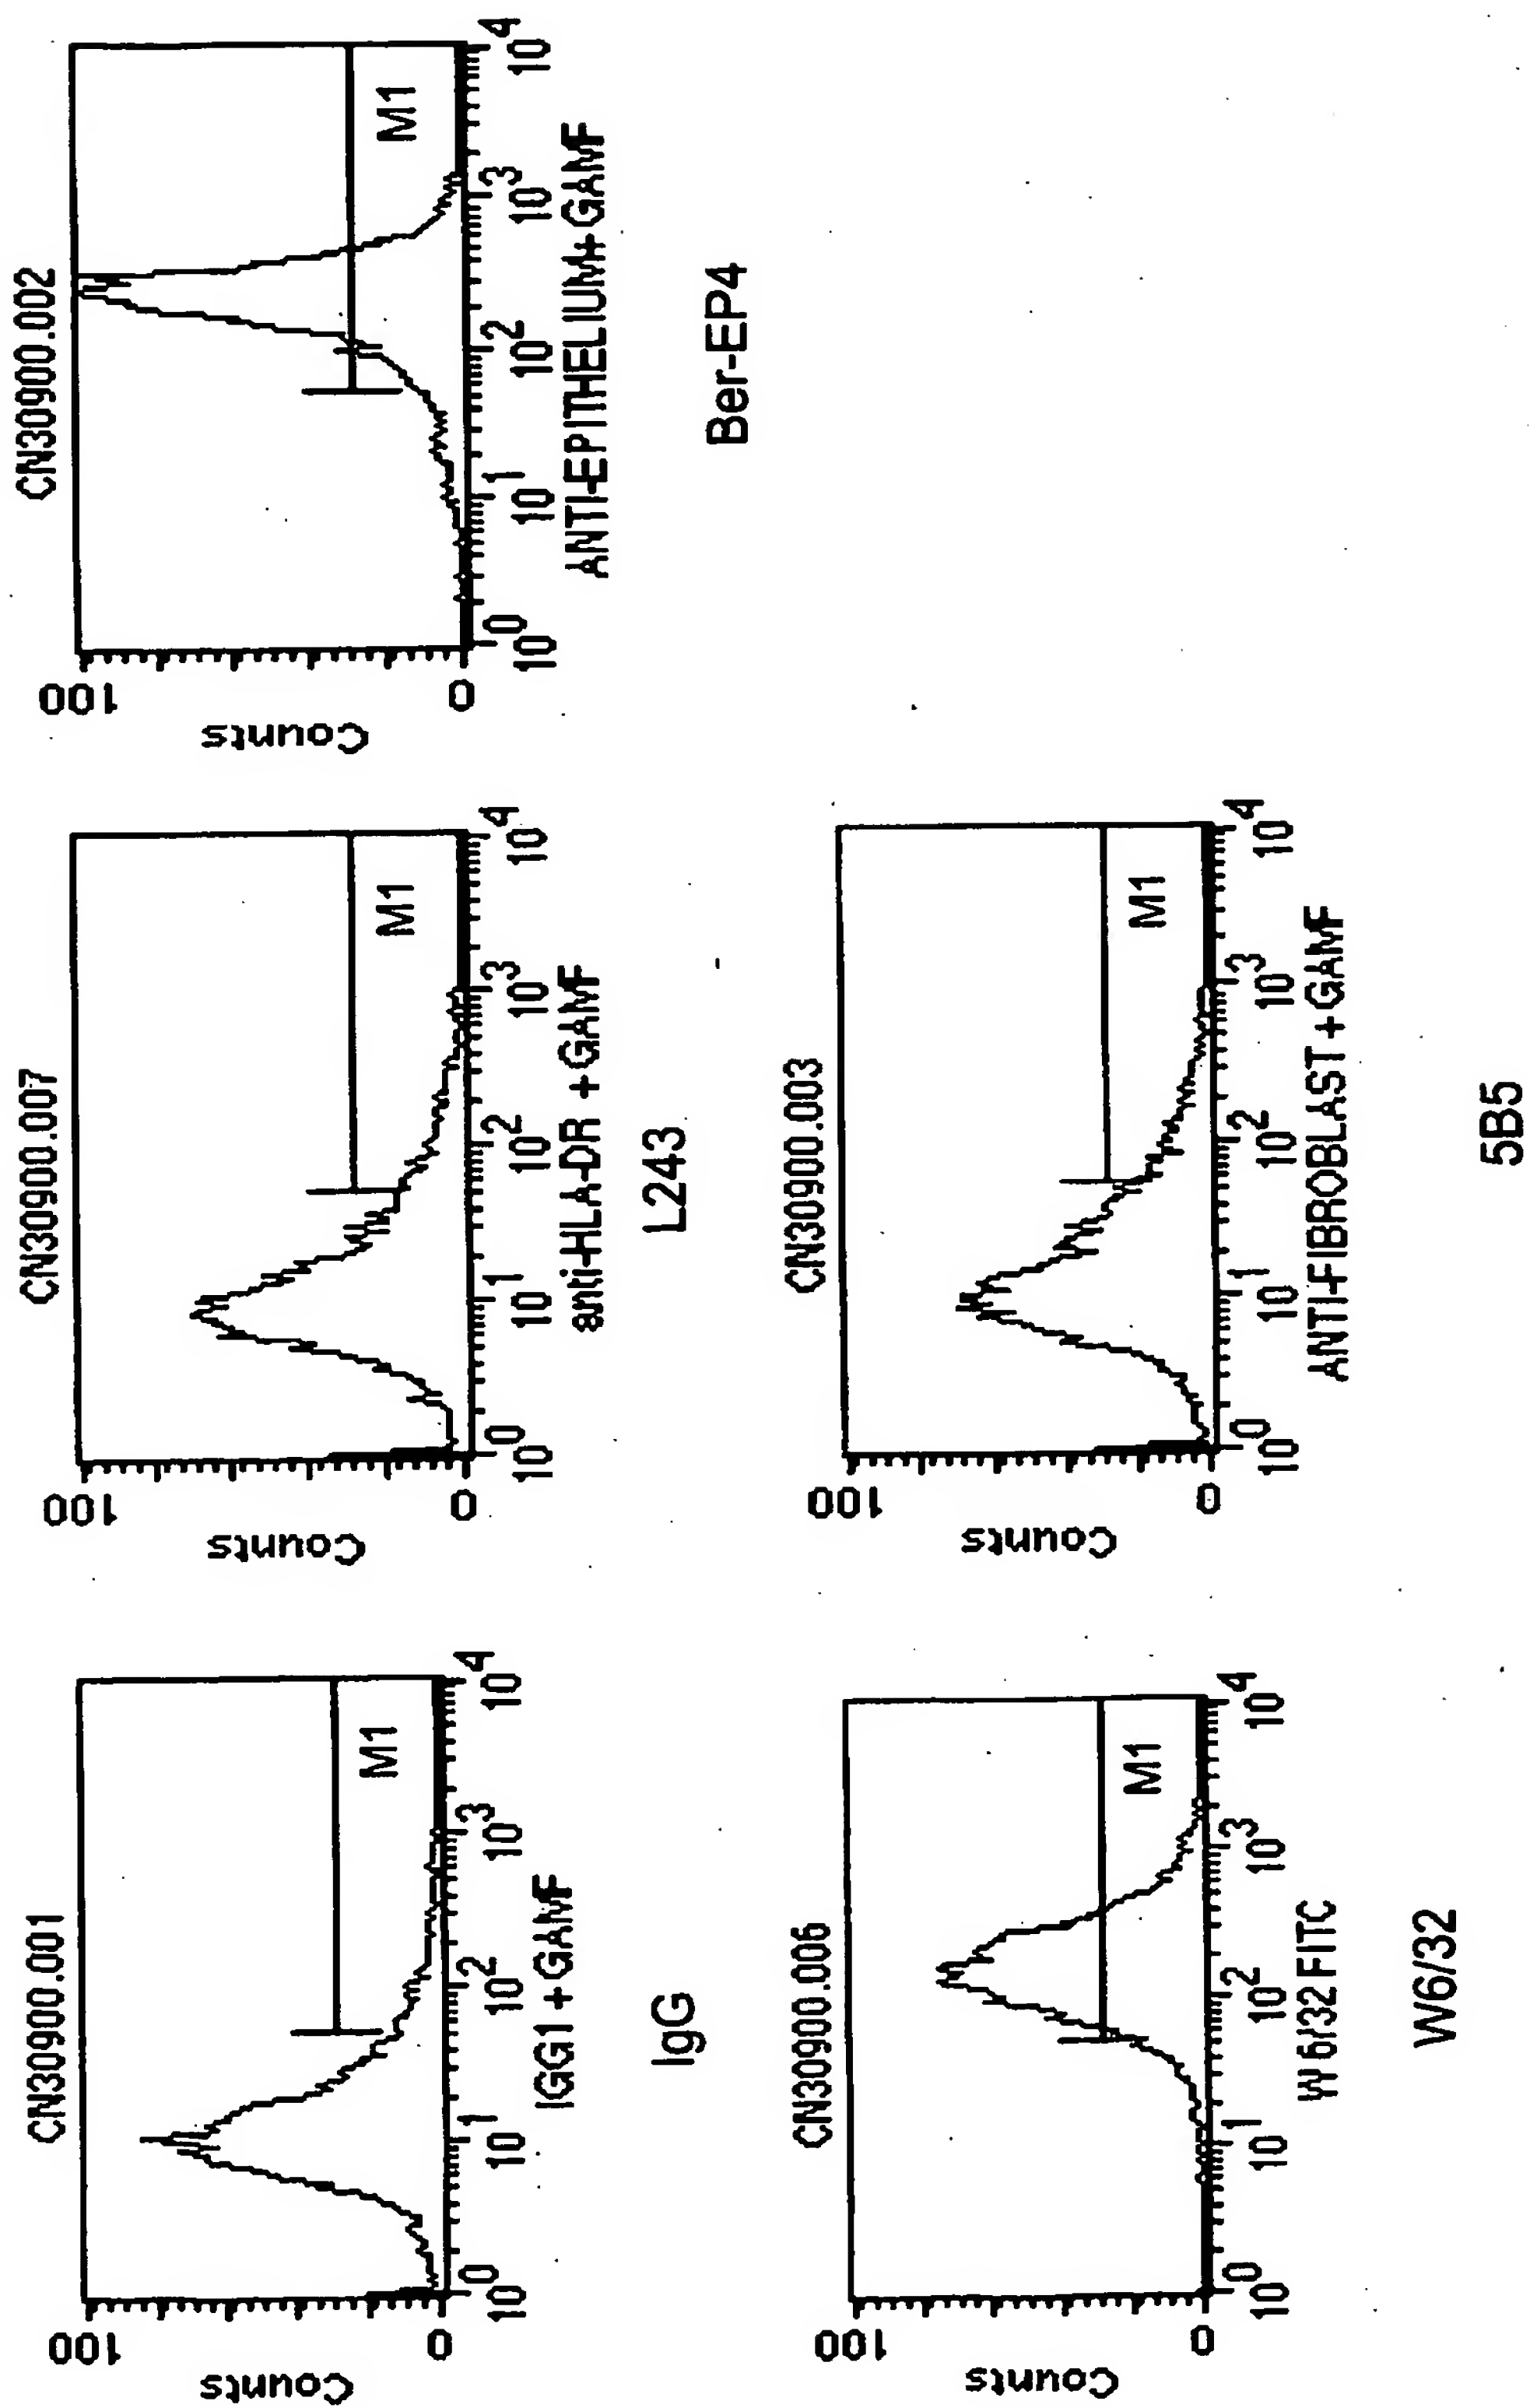 CN30900.001
100
Counts
0
10^0 10^1 10^2 10^3 10^4
M1
IGG1 +GAMF
IgG
CN30900.007
100
Counts
0
10^0 10^1 10^2 10^3 10^4
M1
anti-HLA-DR +GAMF
L243
CN30900.002
100
Counts
0
10^0 10^1 10^2 10^3 10^4
M1
ANTI-EPITHELIUM+GAMF
Ber-EP4
CN30900.006
100
Counts
0
10^0 10^1 10^2 10^3 10^4
M1
W6/32 FITC
W6/32
CN30900.003
100
Counts
0
10^0 10^1 10^2 10^3 10^4
M1
ANTI-FIBROBLAST +GAMF
5B5